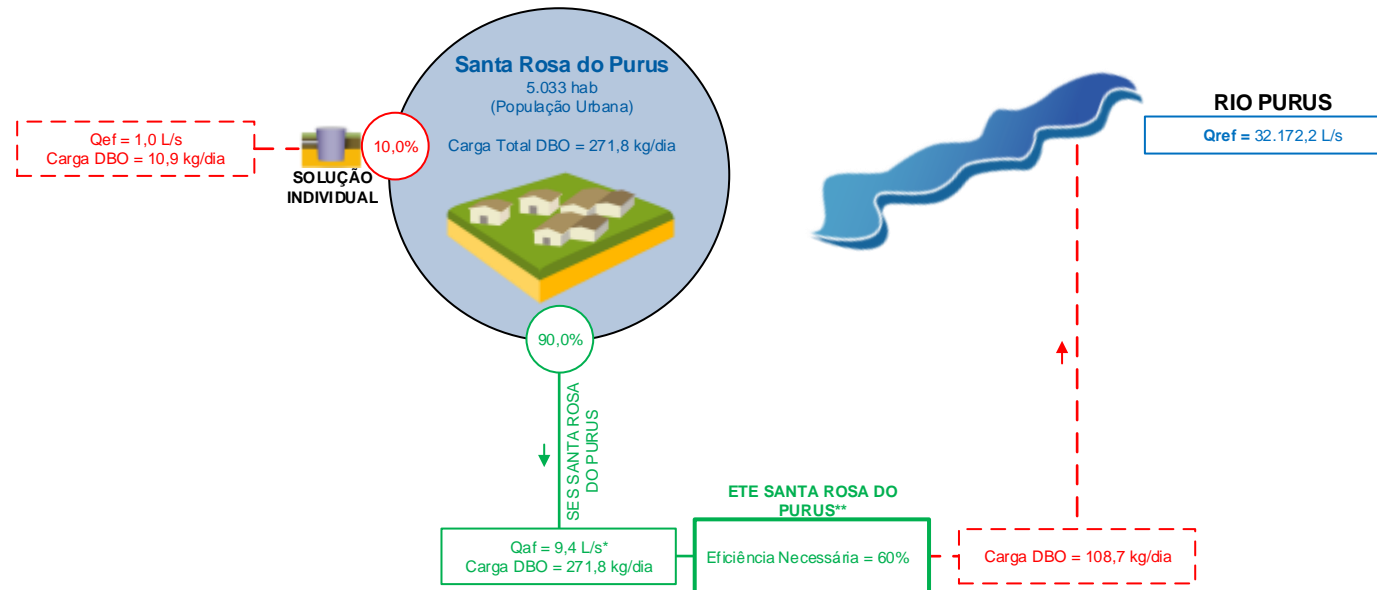 Santa Rosa do Purus
5.033 hab
(População Urbana)
Carga Total DBO = 271,8 kg/dia
Qef = 1,0 L/s
Carga DBO = 10,9 kg/dia
SOLUÇÃO
INDIVIDUAL
10,0%
RIO PURUS
Qref = 32.172,2 L/s
90,0%
SES SANTA ROSA
DO PURUS
Qaf = 9,4 L/s*
Carga DBO = 271,8 kg/dia
ETE SANTA ROSA DO
PURUS**
Eficiência Necessária = 60%
Carga DBO = 108,7 kg/dia